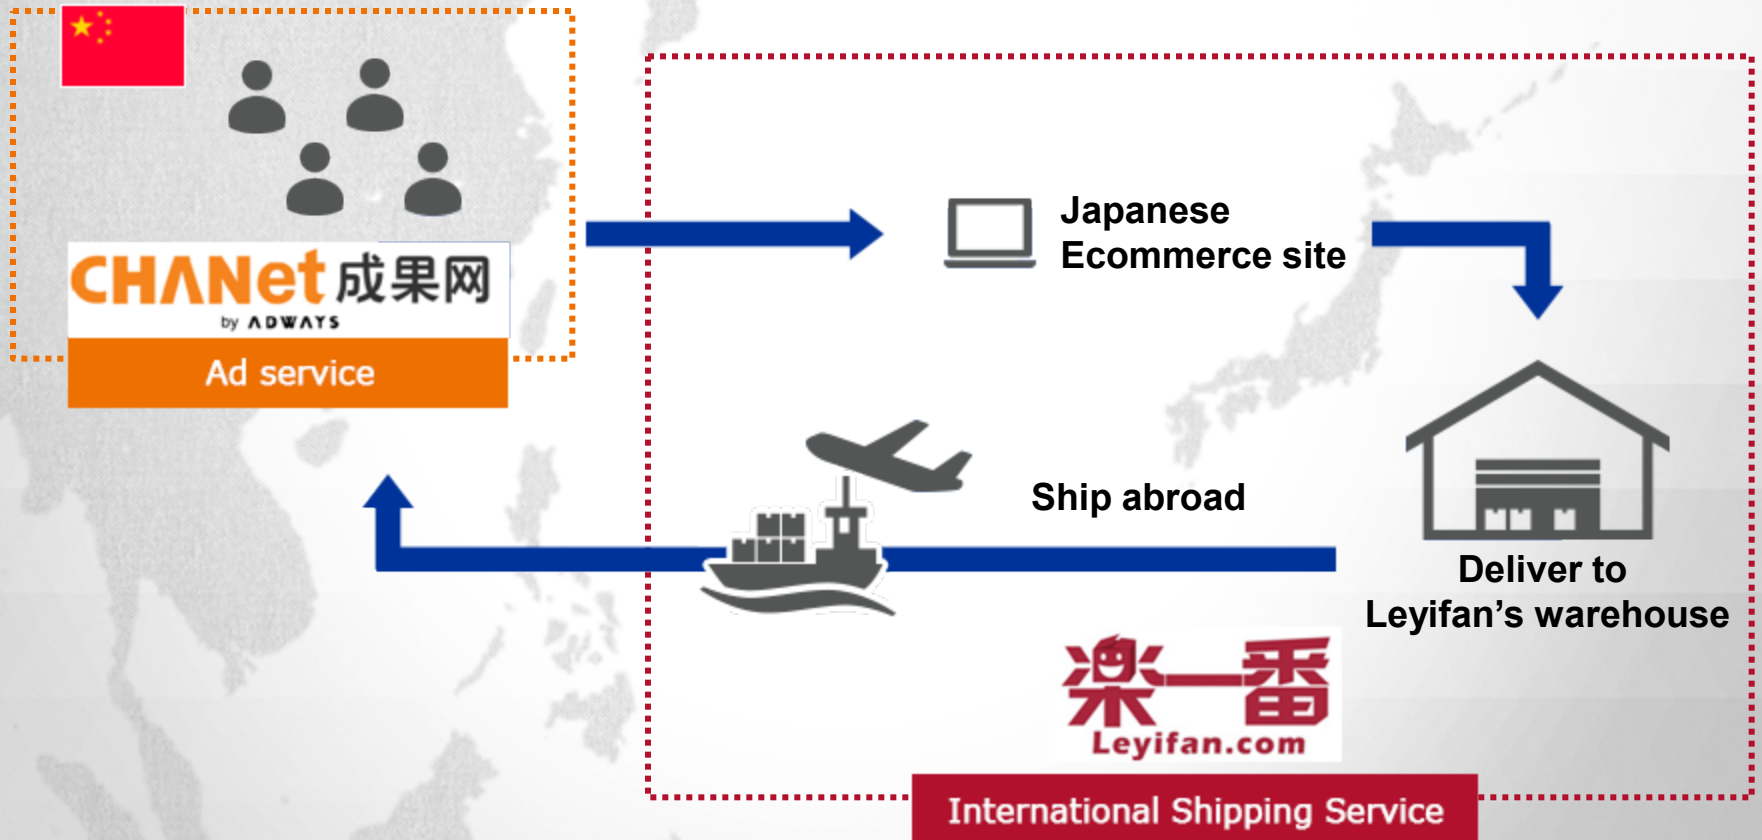 CHANet成果网
by ADWAYS
Ad service
Japanese
Ecommerce site
Ship abroad
Deliver to
Leyifan’s warehouse
楽一番
Leyifan.com
International Shipping Service